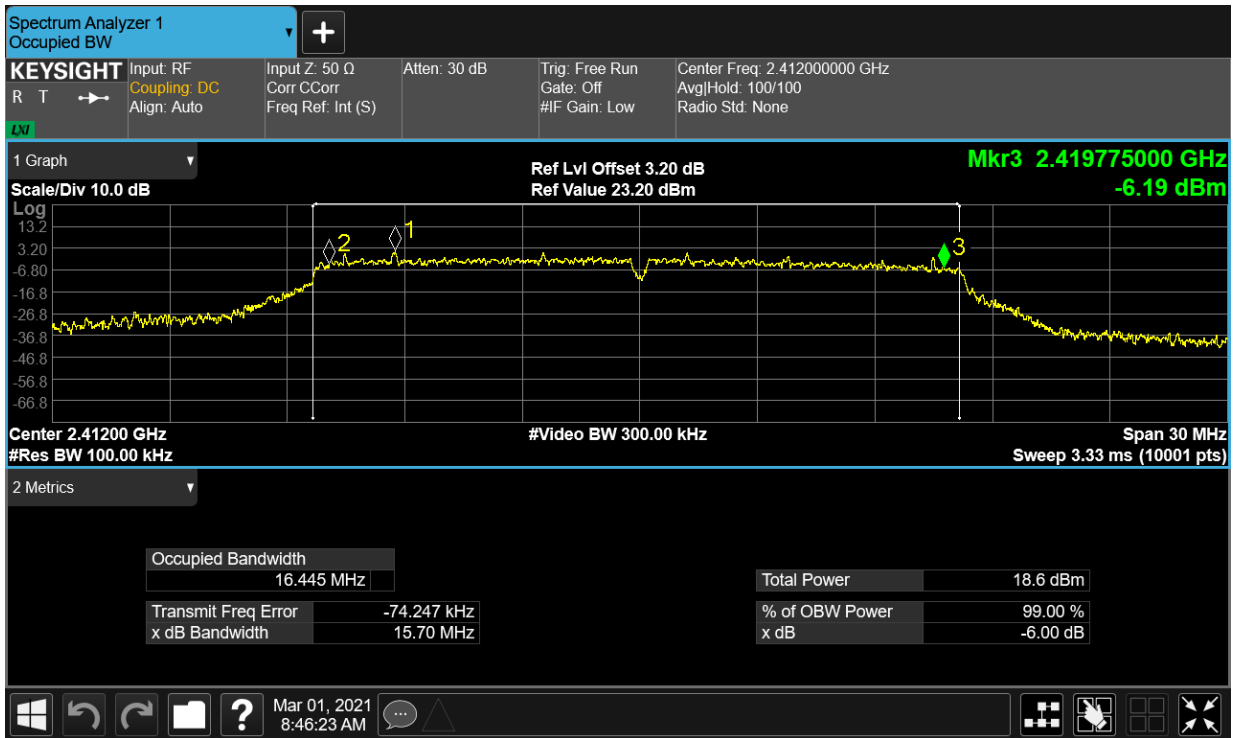 Spectrum Analyzer 1
Occupied BW
KEYSIGHT
R T
LXI
Input: RF
Coupling: DC
Align: Auto
Input Z: 50 Ω
Corr CCorr
Freq Ref: Int (S)
Atten: 30 dB
Trig: Free Run
Gate: Off
#IF Gain: Low
Center Freq: 2.412000000 GHz
Avg|Hold: 100/100
Radio Std: None
1 Graph
Scale/Div 10.0 dB
Ref Lvl Offset 3.20 dB
Ref Value 23.20 dBm
Mkr3 2.419775000 GHz
-6.19 dBm
Log
13.2
3.20
-6.80
-16.8
-26.8
-36.8
-46.8
-56.8
-66.8
2
1
3
Center 2.41200 GHz
#Video BW 300.00 kHz
Span 30 MHz
#Res BW 100.00 kHz
Sweep 3.33 ms (10001 pts)
2 Metrics
Occupied Bandwidth
16.445 MHz
Total Power 18.6 dBm
Transmit Freq Error -74.247 kHz
% of OBW Power 99.00 %
x dB Bandwidth 15.70 MHz
x dB -6.00 dB
?
Mar 01, 2021
8:46:23 AM